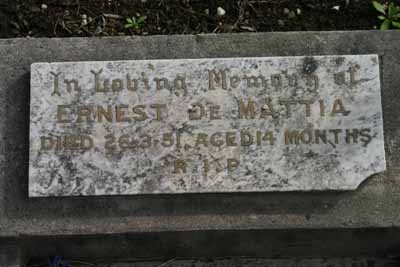 In Loving Memory of
ERNEST DE MATTIA
DIED 26.3.51. AGED 14 MONTHS
R.I.P.